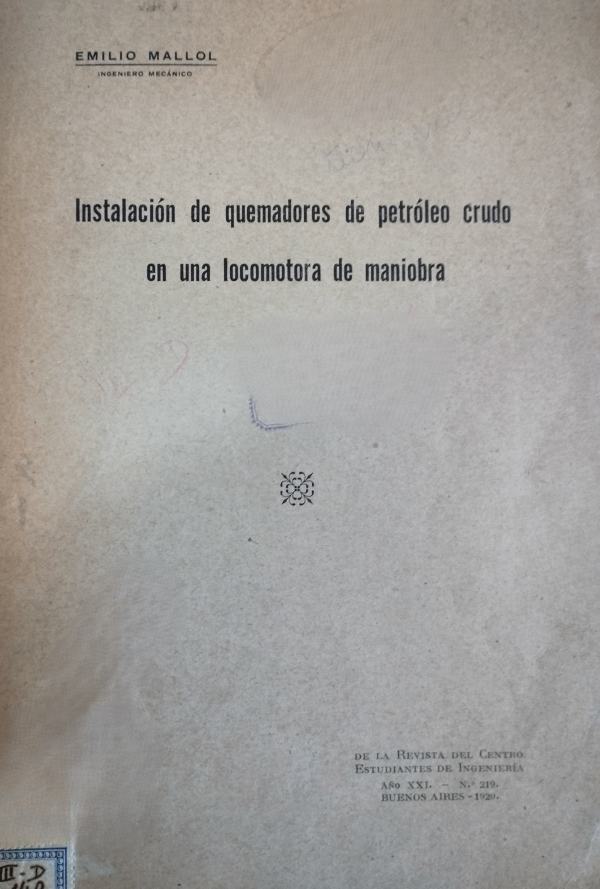 EMILIO MALLOL
INGENIERO MECÁNICO
Instalación de quemadores de petróleo crudo
en una locomotora de maniobra
DE LA REVISTA DEL CENTRO
ESTUDIANTES DE INGENIERÍA
AÑO XXI. - N.º 219.
BUENOS AIRES - 1920.
III - D